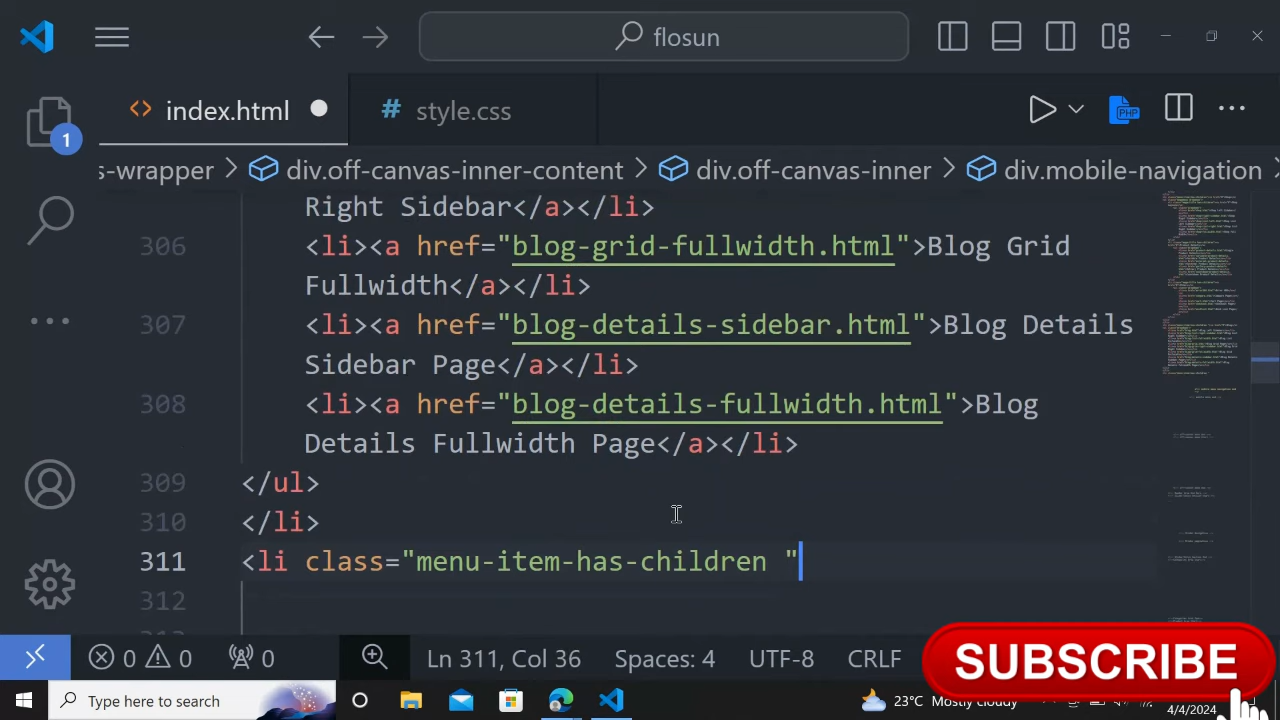 flosun
index.html
# style.css
PHP
1
s-wrapper > div.off-canvas-inner-content > div.off-canvas-inner > div.mobile-navigation >
Right Sidebar</a></li>
306 <li><a href="blog-grid-fullwidth.html">Blog Grid
Fullwidth</a></li>
307 <li><a href="blog-details-sidebar.html">Blog Details
Sidebar Page</a></li>
308 <li><a href="blog-details-fullwidth.html">Blog
Details Fullwidth Page</a></li>
309 </ul>
310 </li>
311 <li class="menu-item-has-children "
312
0 0 0 Ln 311, Col 36 Spaces: 4 UTF-8 CRLF
SUBSCRIBE
Type here to search
23°C Mostly cloudy
4/4/2024